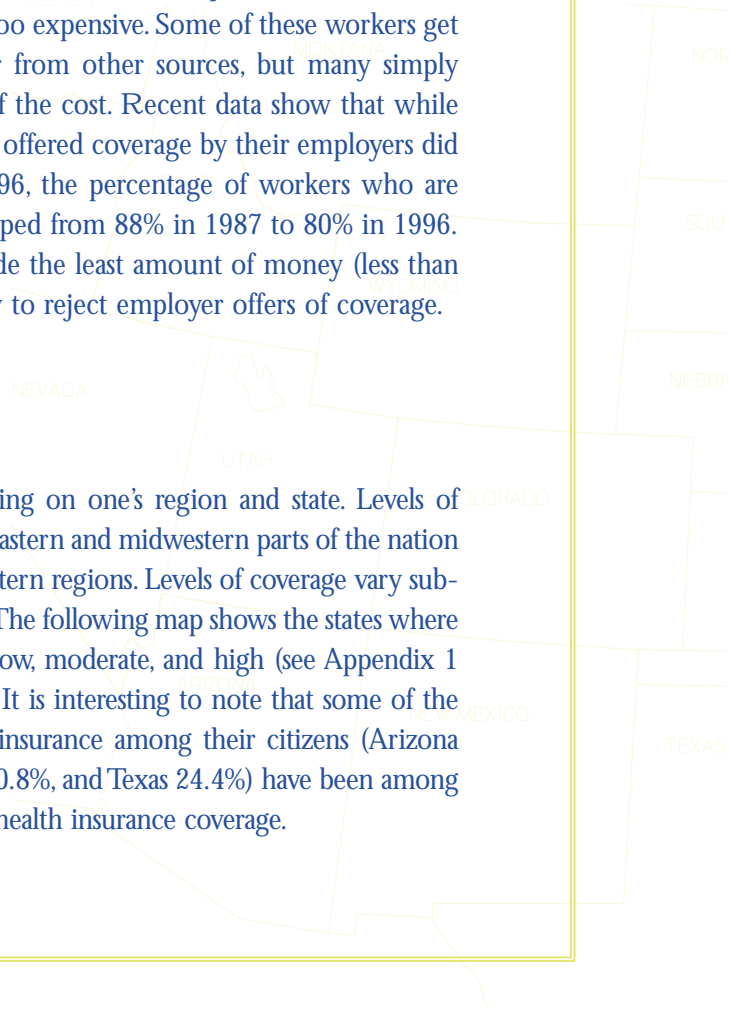 oo expensive. Some of these workers get
from other sources, but many simply
f the cost. Recent data show that while
offered coverage by their employers did
96, the percentage of workers who are
ped from 88% in 1987 to 80% in 1996.
de the least amount of money (less than
to reject employer offers of coverage.
ing on one's region and state. Levels of
astern and midwestern parts of the nation
tern regions. Levels of coverage vary sub-
The following map shows the states where
ow, moderate, and high (see Appendix 1
It is interesting to note that some of the
insurance among their citizens (Arizona
0.8%, and Texas 24.4%) have been among
health insurance coverage.
MONTANA
NOR
SOU
WYOMING
NEVADA
NEBRA
UTAH
COLORADO
ARIZONA
NEW MEXICO
TEXAS